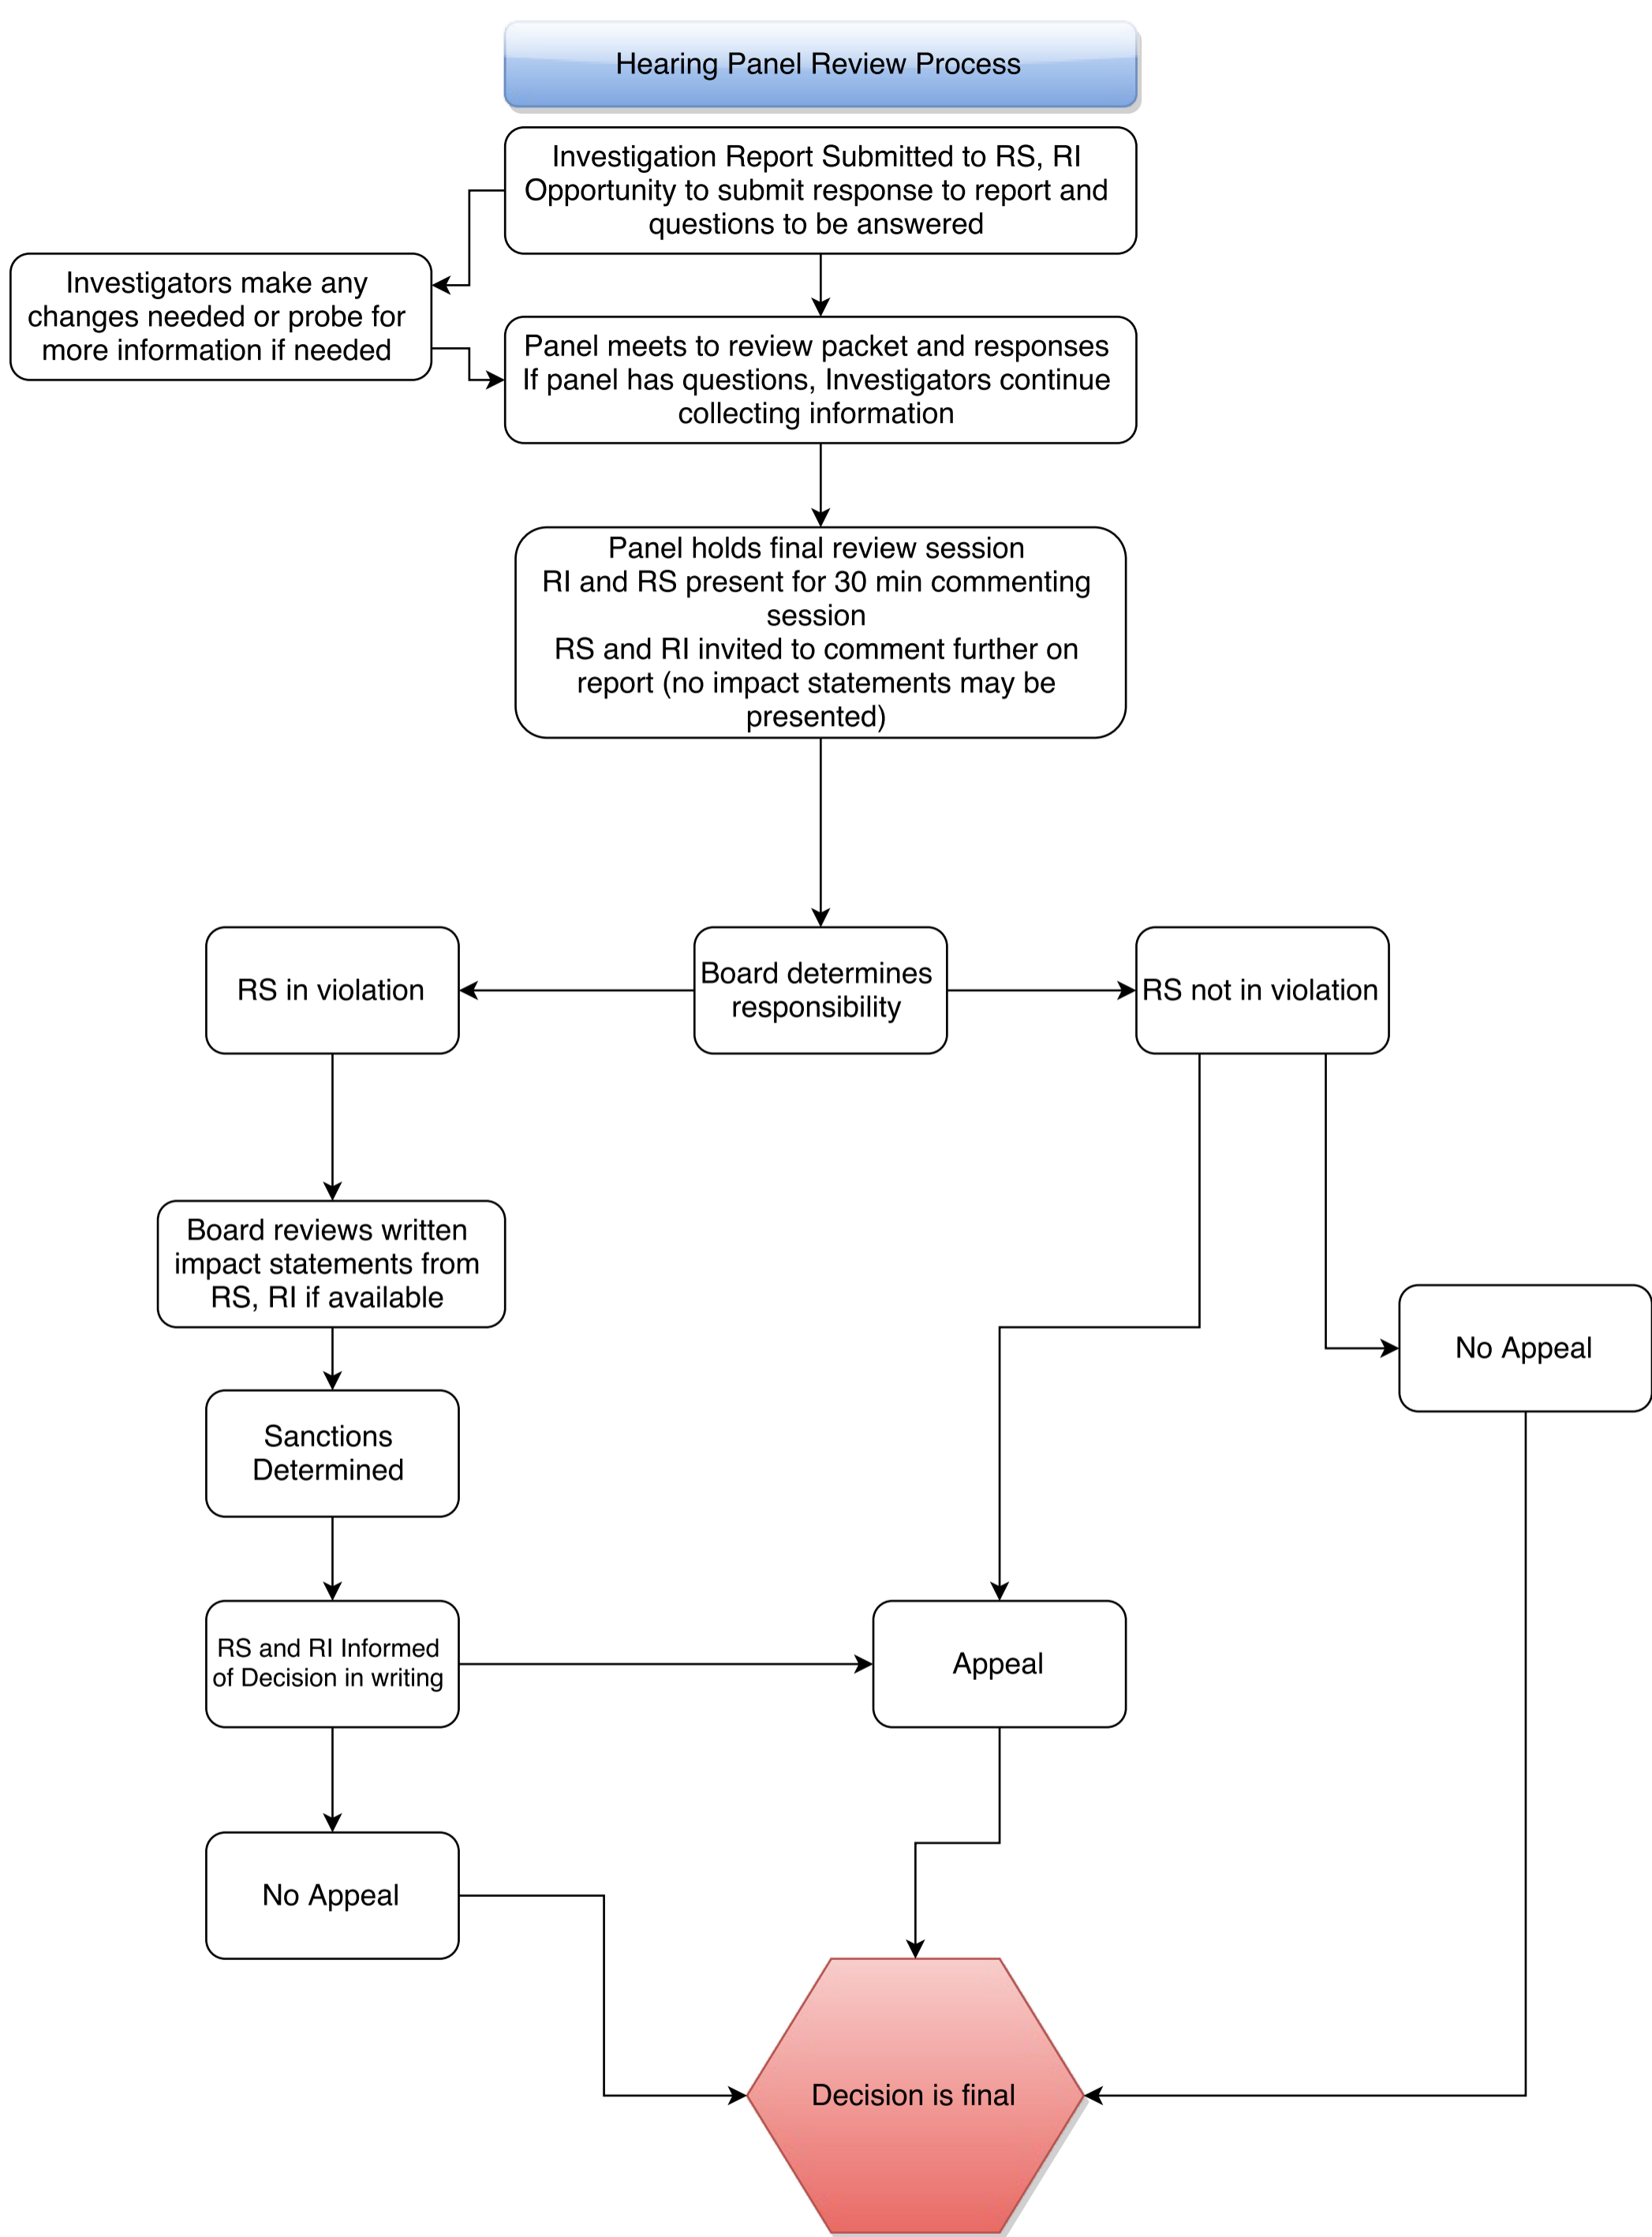 Hearing Panel Review Process
Investigation Report Submitted to RS, RI
Opportunity to submit response to report and
questions to be answered
Investigators make any
changes needed or probe for
more information if needed
Panel meets to review packet and responses
If panel has questions, Investigators continue
collecting information
Panel holds final review session
RI and RS present for 30 min commenting
session
RS and RI invited to comment further on
report (no impact statements may be
presented)
RS in violation
Board determines
responsibility
RS not in violation
Board reviews written
impact statements from
RS, RI if available
No Appeal
Sanctions
Determined
RS and RI Informed
of Decision in writing
Appeal
No Appeal
Decision is final